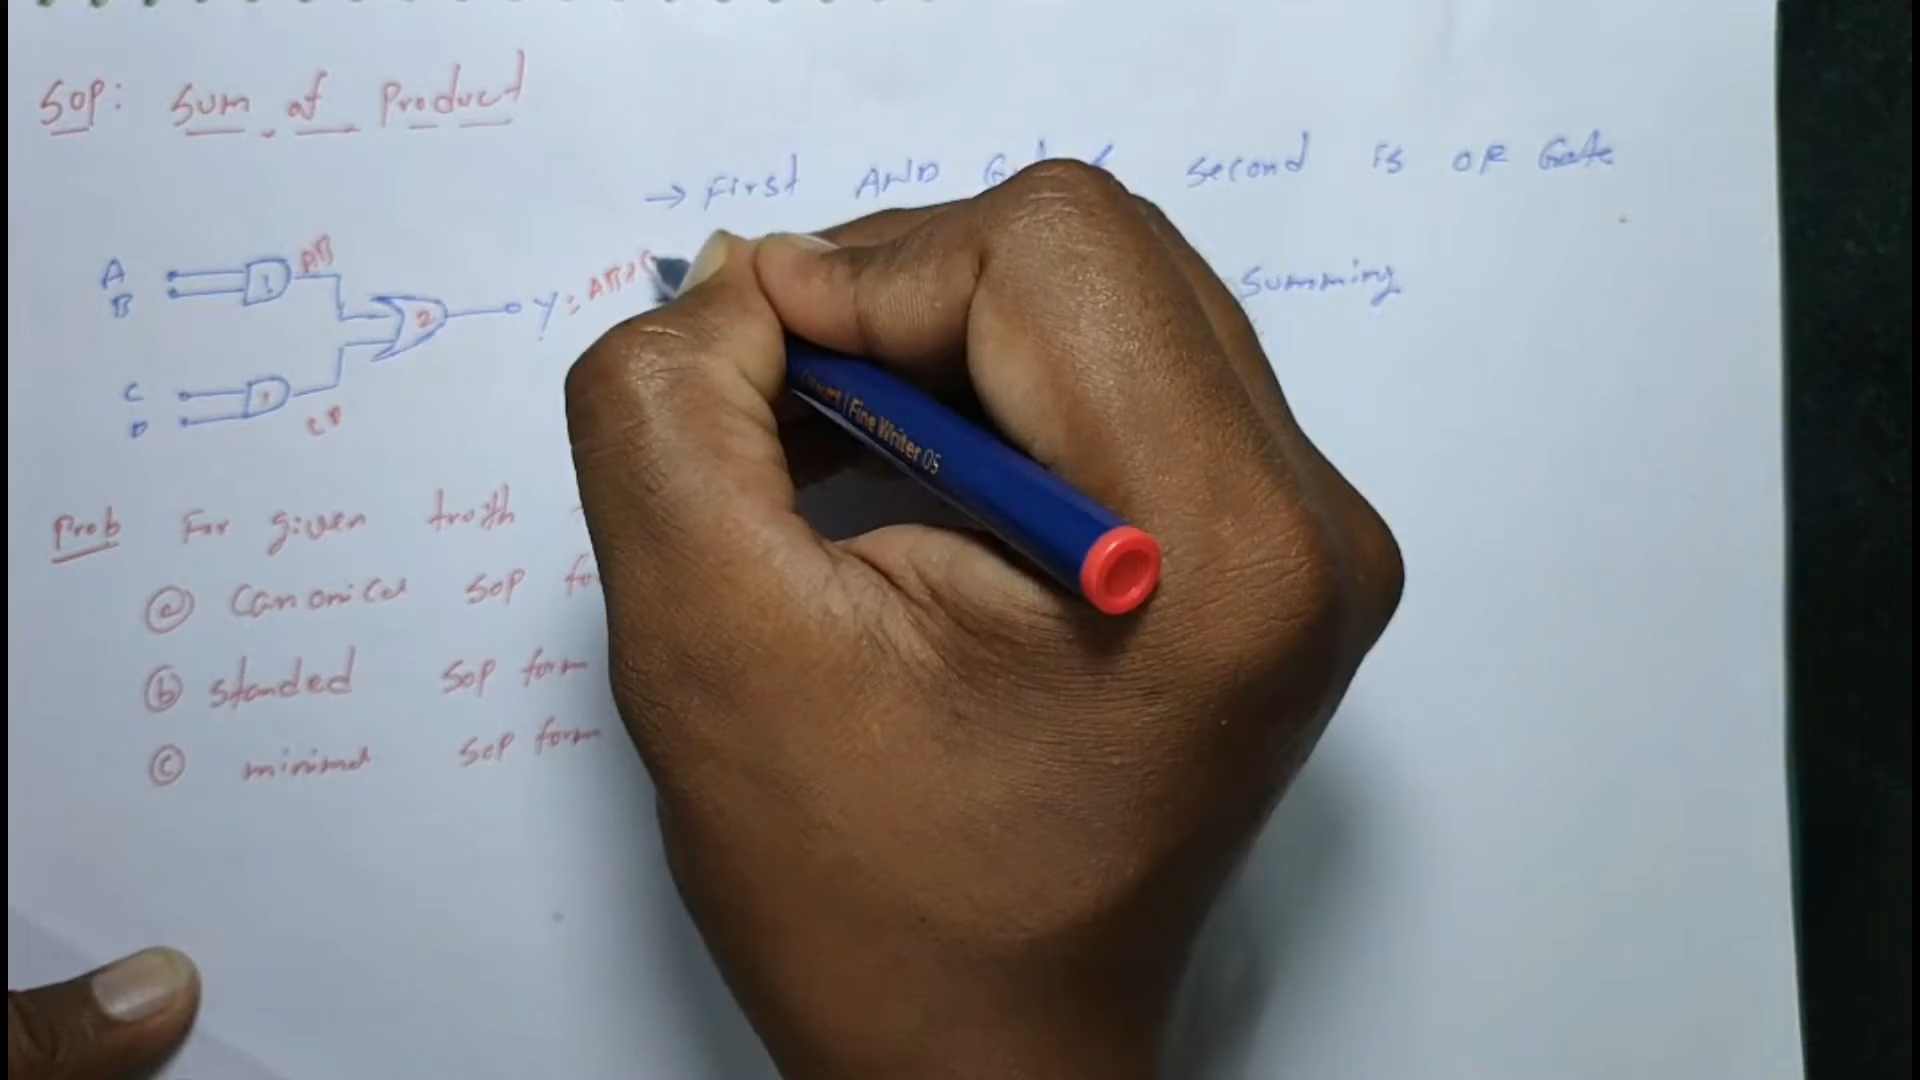 SOP: Sum of Product
→ First AND second is OR Gate
summing
A
B
1
AB
2
Y = AB+C
C
D
1
CD
Prob For given truth
(a) Canonical SOP fo
(b) standed SOP form
(c) minimal SOP form
Fine Writer 05